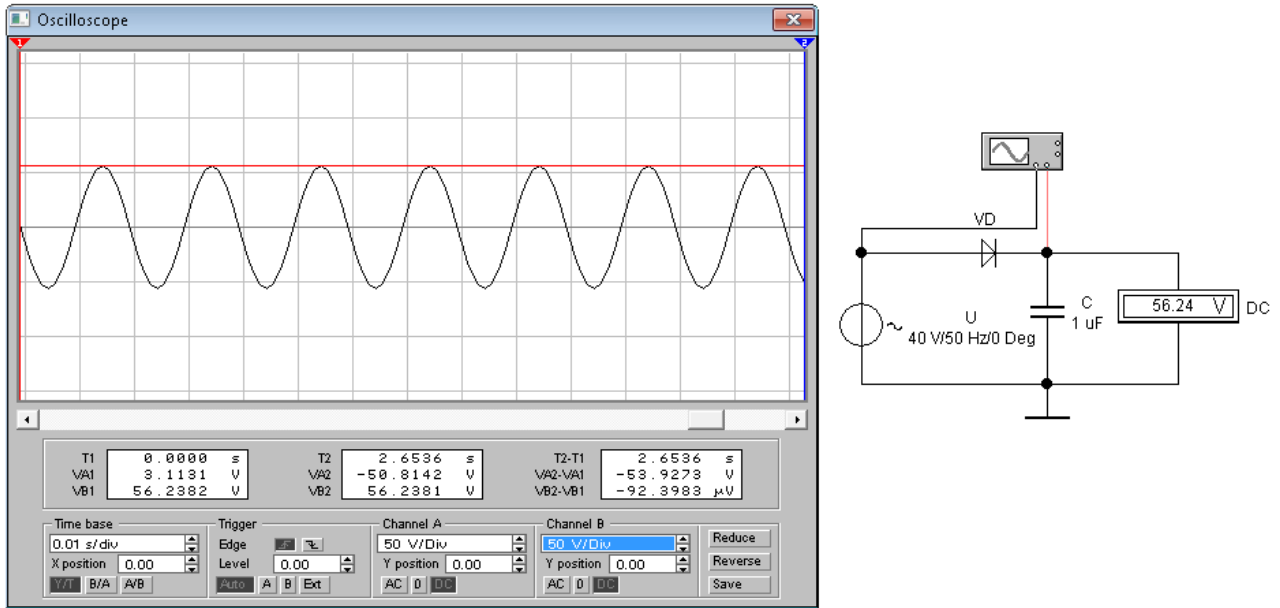 Oscilloscope
1 2
T1 0.0000 s T2 2.6536 s T2-T1 2.6536 s
VA1 3.1131 V VA2 -50.8142 V VA2-VA1 -53.9273 V
VB1 56.2382 V VB2 56.2381 V VB2-VB1 -92.3983 µV
Time base Trigger Channel A Channel B
0.01 s/div Edge 50 V/Div 50 V/Div Reduce
X position 0.00 Level 0.00 Y position 0.00 Y position 0.00 Reverse
Y/T B/A A/B Auto A B Ext AC 0 DC AC 0 DC Save
VD
U
40 V/50 Hz/0 Deg
C
1 uF
56.24 V DC